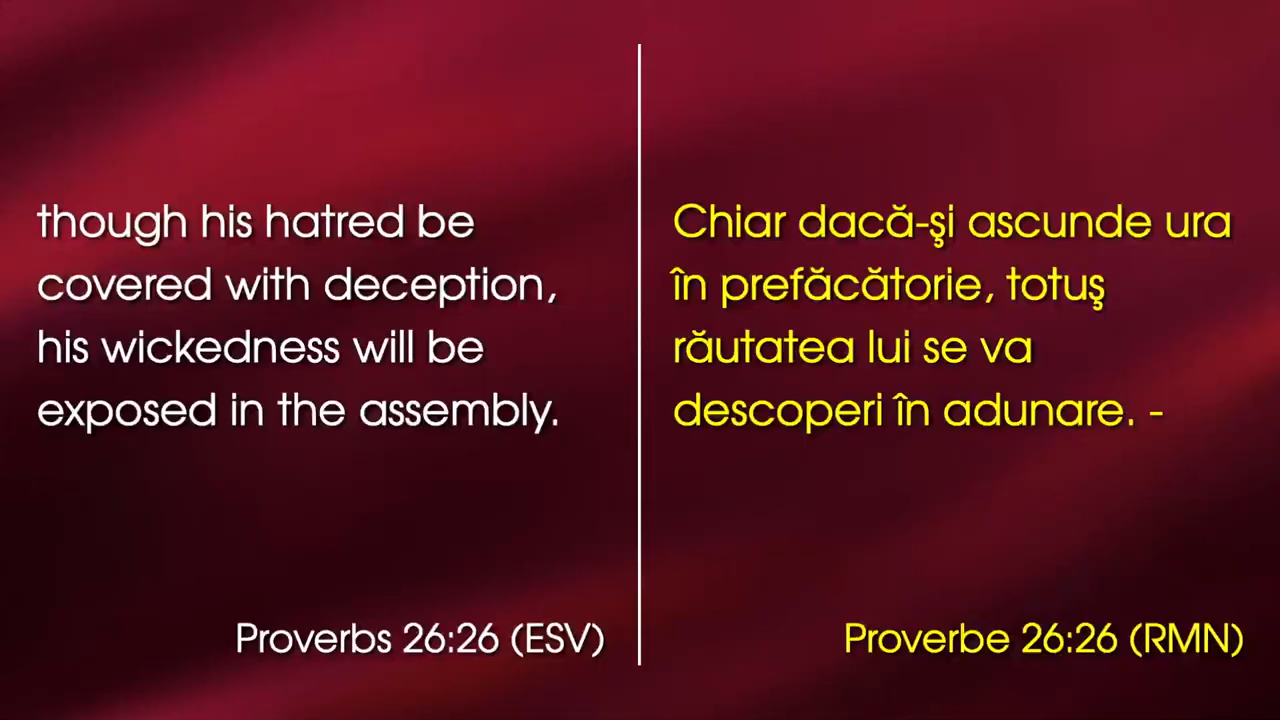 though his hatred be
covered with deception,
his wickedness will be
exposed in the assembly.
Proverbs 26:26 (ESV)
Chiar dacă-şi ascunde ura
în prefăcătorie, totuş
răutatea lui se va
descoperi în adunare. -
Proverbe 26:26 (RMN)